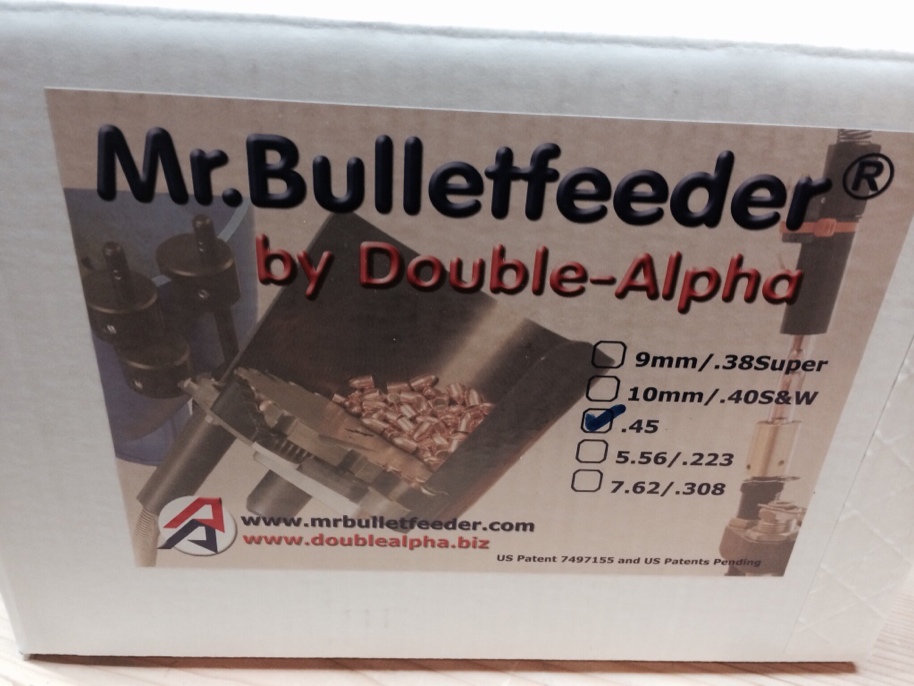 Mr.Bulletfeeder®
by Double-Alpha
9mm/.38Super
10mm/.40S&W
.45
5.56/.223
7.62/.308
www.mrbulletfeeder.com
www.doublealpha.biz
US Patent 7497155 and US Patents Pending